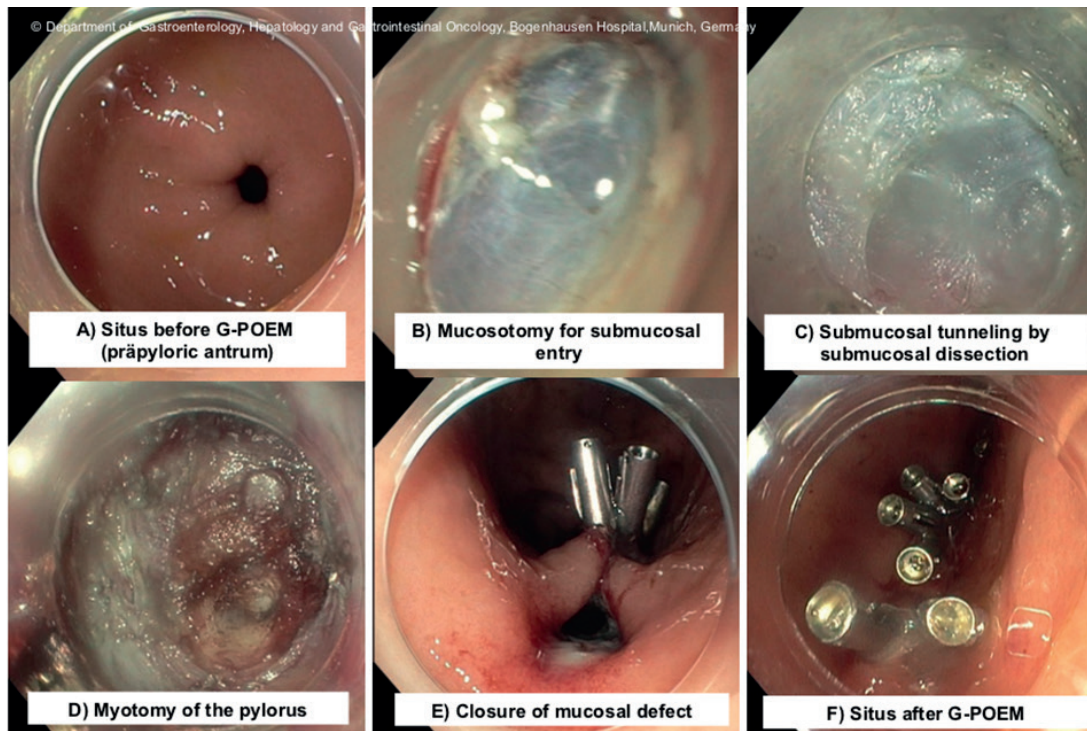 © Department of Gastroenterology, Hepatology and Gastrointestinal Oncology, Bogenhausen Hospital,Munich, Germany
A) Situs before G-POEM
(präpyloric antrum)
B) Mucosotomy for submucosal
entry
C) Submucosal tunneling by
submucosal dissection
D) Myotomy of the pylorus
E) Closure of mucosal defect
F) Situs after G-POEM